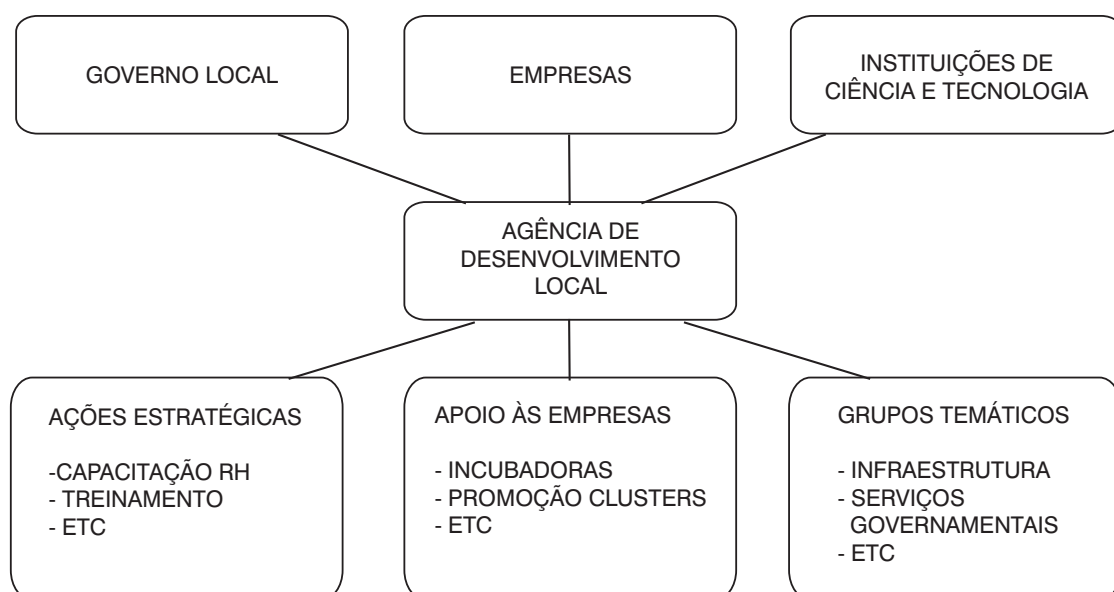 GOVERNO LOCAL
EMPRESAS
INSTITUIÇÕES DE
CIÊNCIA E TECNOLOGIA
AGÊNCIA DE
DESENVOLVIMENTO
LOCAL
AÇÕES ESTRATÉGICAS
-CAPACITAÇÃO RH
- TREINAMENTO
- ETC
APOIO ÀS EMPRESAS
- INCUBADORAS
- PROMOÇÃO CLUSTERS
- ETC
GRUPOS TEMÁTICOS
- INFRAESTRUTURA
- SERVIÇOS
GOVERNAMENTAIS
- ETC